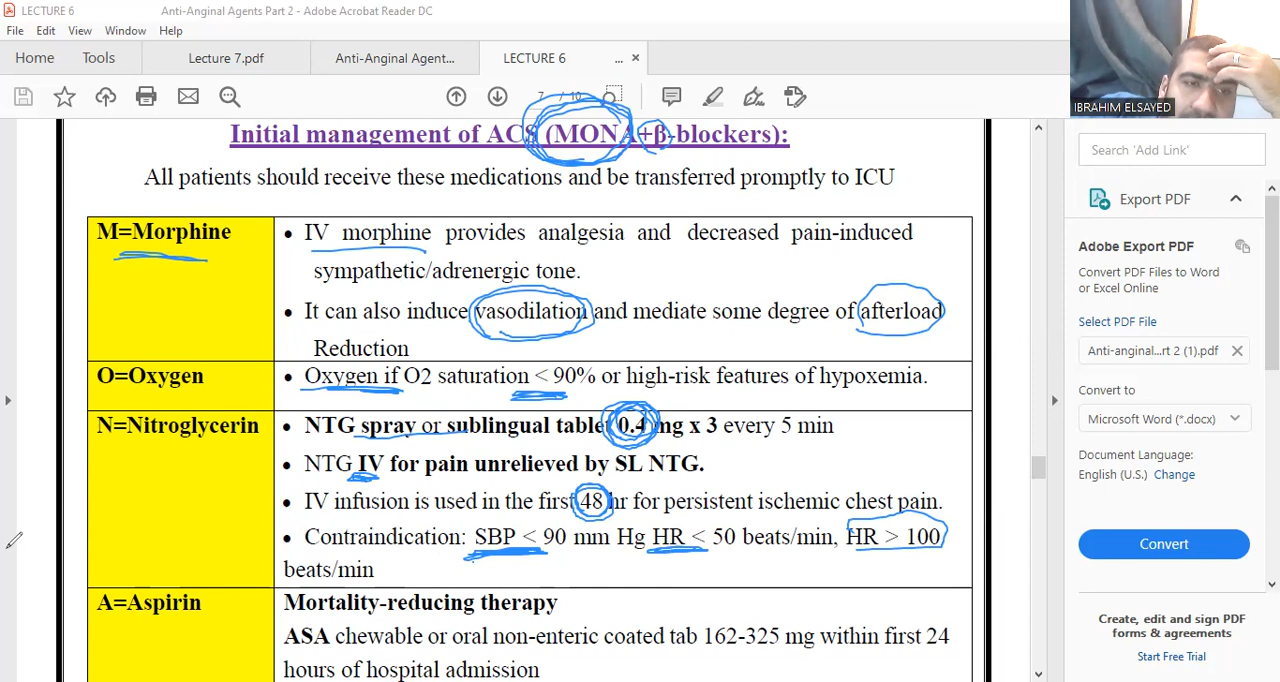 LECTURE 6
Anti-Anginal Agents Part 2 - Adobe Acrobat Reader DC
File Edit View Window Help
Home Tools Lecture 7.pdf Anti-Anginal Agent... LECTURE 6 ... ×
7 / 10
IBRAHIM ELSAYED
Initial management of ACS (MONA+β-blockers):
All patients should receive these medications and be transferred promptly to ICU
M=Morphine
• IV morphine provides analgesia and decreased pain-induced
sympathetic/adrenergic tone.
• It can also induce vasodilation and mediate some degree of afterload
Reduction
O=Oxygen
• Oxygen if O2 saturation < 90% or high-risk features of hypoxemia.
N=Nitroglycerin
• NTG spray or sublingual tablet 0.4 mg x 3 every 5 min
• NTG IV for pain unrelieved by SL NTG.
• IV infusion is used in the first 48 hr for persistent ischemic chest pain.
• Contraindication: SBP < 90 mm Hg HR < 50 beats/min, HR > 100
beats/min
A=Aspirin
Mortality-reducing therapy
ASA chewable or oral non-enteric coated tab 162-325 mg within first 24
hours of hospital admission
Search 'Add Link'
Export PDF
Adobe Export PDF
Convert PDF Files to Word
or Excel Online
Select PDF File
Anti-anginal...rt 2 (1).pdf
Convert to
Microsoft Word (*.docx)
Document Language:
English (U.S.) Change
Convert
Create, edit and sign PDF
forms & agreements
Start Free Trial